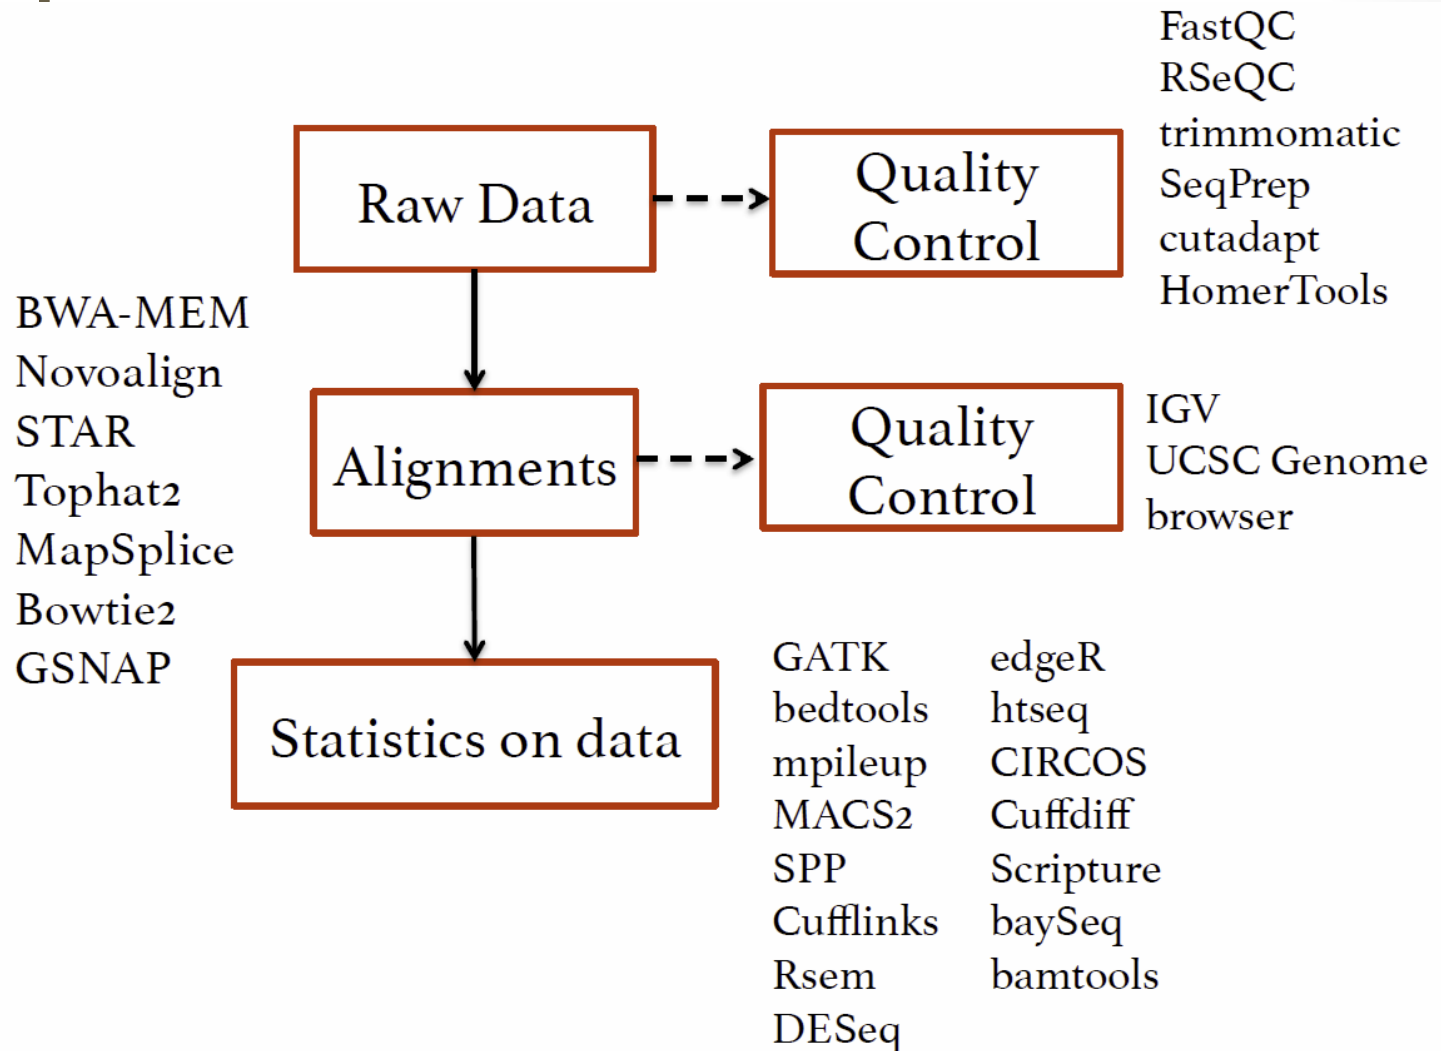 FastQC
RSeQC
trimmomatic
SeqPrep
cutadapt
HomerTools
Raw Data
Quality
Control
BWA-MEM
Novoalign
STAR
Tophat2
MapSplice
Bowtie2
GSNAP
Alignments
Quality
Control
IGV
UCSC Genome
browser
Statistics on data
GATK
bedtools
mpileup
MACS2
SPP
Cufflinks
Rsem
DESeq
edgeR
htseq
CIRCOS
Cuffdiff
Scripture
baySeq
bamtools